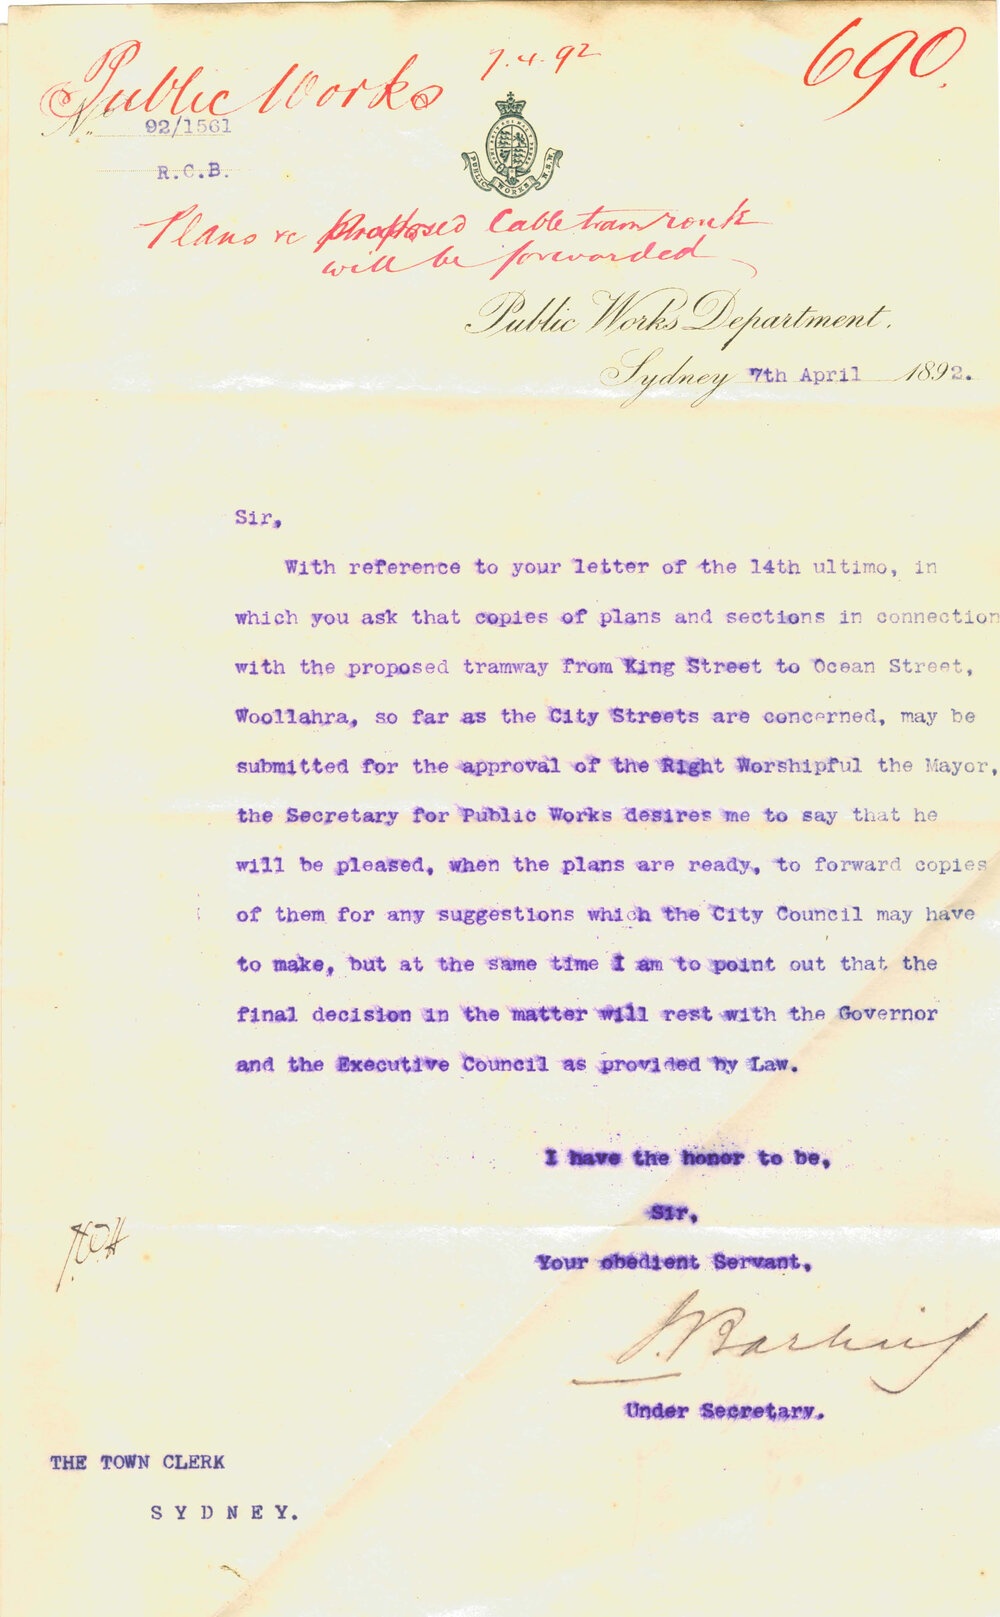 Public Works 7.4.92 690.
No. 92/1561
R.C.B.
PUBLIC WORKS N.S.W.
Plans &c proposed Cable tram route
will be forwarded
Public Works Department.
Sydney 7th April 1892.
Sir,
With reference to your letter of the 14th ultimo, in
which you ask that copies of plans and sections in connection
with the proposed tramway from King Street to Ocean Street,
Woollahra, so far as the City Streets are concerned, may be
submitted for the approval of the Right Worshipful the Mayor,
the Secretary for Public Works desires me to say that he
will be pleased, when the plans are ready, to forward copies
of them for any suggestions which the City Council may have
to make, but at the same time I am to point out that the
final decision in the matter will rest with the Governor
and the Executive Council as provided by Law.
I have the honor to be,
Sir,
Your obedient Servant,
J. Barling
Under Secretary.
THE TOWN CLERK
SYDNEY.